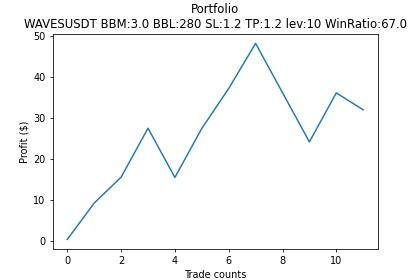 Portfolio
WAVESUSDT BBM:3.0 BBL:280 SL:1.2 TP:1.2 lev:10 WinRatio:67.0
50
40
30
20
10
0
Profit ($)
0 2 4 6 8 10
Trade counts